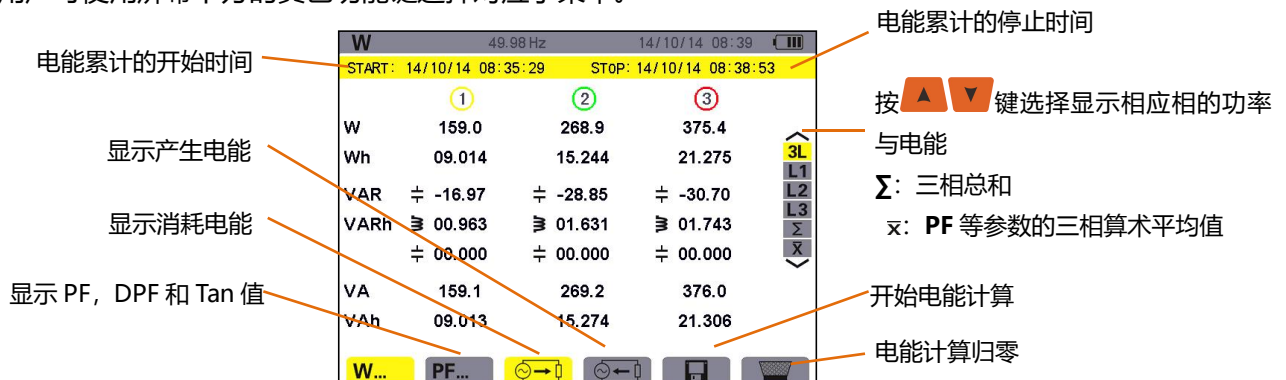 电能累计的停止时间
电能累计的开始时间
W 49.98 Hz 14/10/14 08:39
START: 14/10/14 08:35:29 SToP: 14/10/14 08:38:53
1 2 3
W 159.0 268.9 375.4
Wh 09.014 15.244 21.275
VAR -16.97 -28.85 -30.70
VARh 00.963 01.631 01.743
00.000 00.000 00.000
VA 159.1 269.2 376.0
VAh 09.013 15.274 21.306
W... PF...
3L
L1
L2
L3
Σ
x̅
显示产生电能
显示消耗电能
显示 PF，DPF 和 Tan 值
按 键选择显示相应相的功率
与电能
∑：三相总和
x̅：PF 等参数的三相算术平均值
开始电能计算
电能计算归零